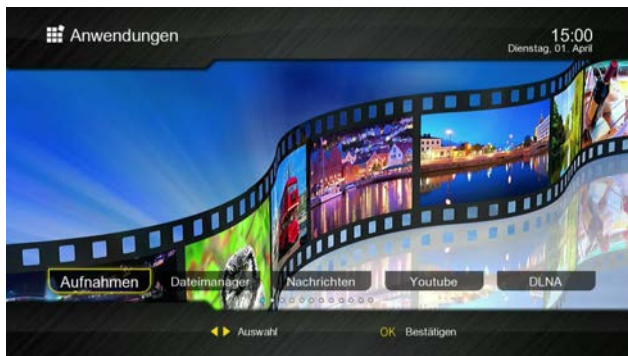 Anwendungen
15:00
Dienstag, 01. April
Aufnahmen Dateimanager Nachrichten Youtube DLNA
Auswahl OK Bestätigen